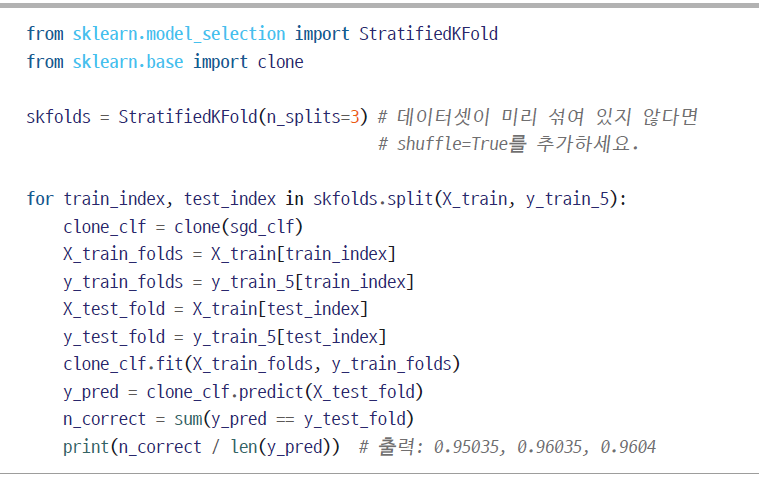 from sklearn.model_selection import StratifiedKFold
from sklearn.base import clone
skfolds = StratifiedKFold(n_splits=3) # 데이터셋이 미리 섞여 있지 않다면
# shuffle=True를 추가하세요.
for train_index, test_index in skfolds.split(X_train, y_train_5):
clone_clf = clone(sgd_clf)
X_train_folds = X_train[train_index]
y_train_folds = y_train_5[train_index]
X_test_fold = X_train[test_index]
y_test_fold = y_train_5[test_index]
clone_clf.fit(X_train_folds, y_train_folds)
y_pred = clone_clf.predict(X_test_fold)
n_correct = sum(y_pred == y_test_fold)
print(n_correct / len(y_pred)) # 출력: 0.95035, 0.96035, 0.9604